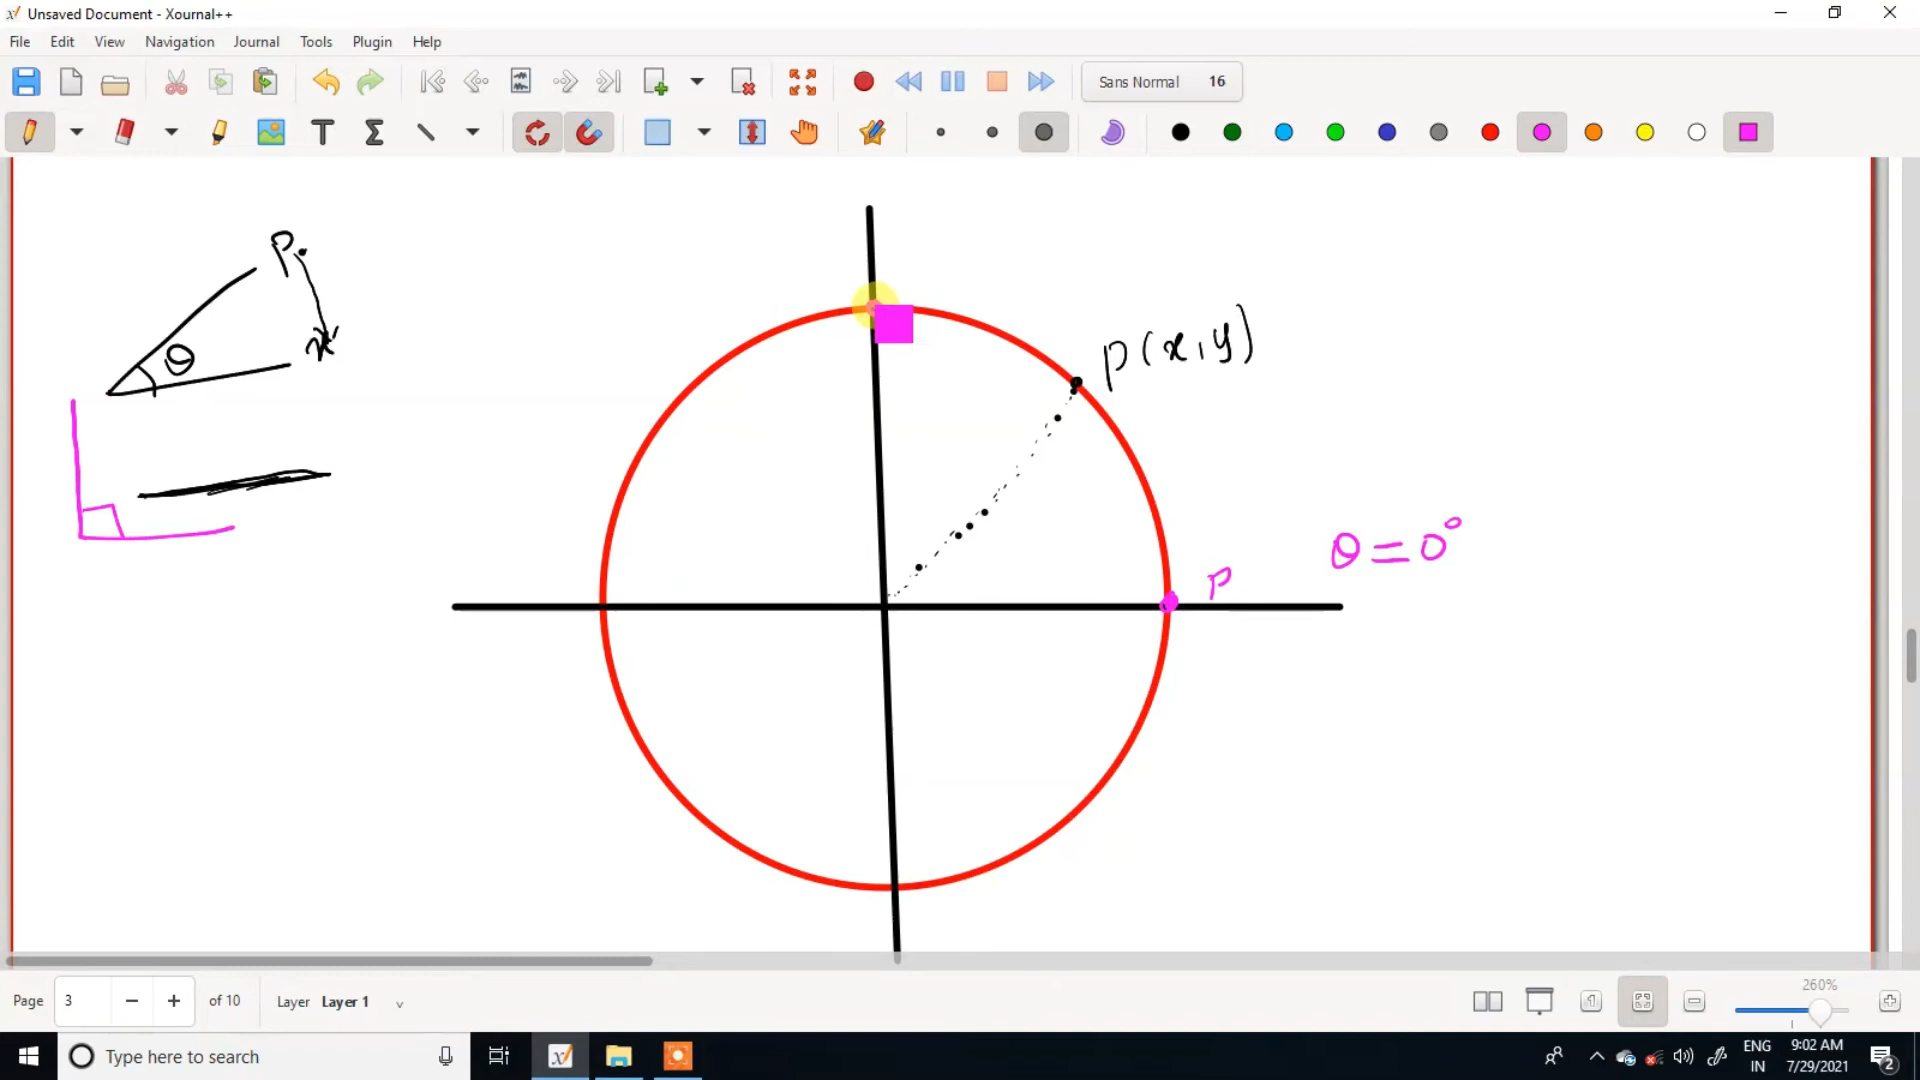 Unsaved Document - Xournal++
File Edit View Navigation Journal Tools Plugin Help
Sans Normal 16
P.
θ
x
P(x,y)
θ=0°
P
Page 3 of 10 Layer Layer 1
260%
Type here to search
ENG
IN
9:02 AM
7/29/2021
2